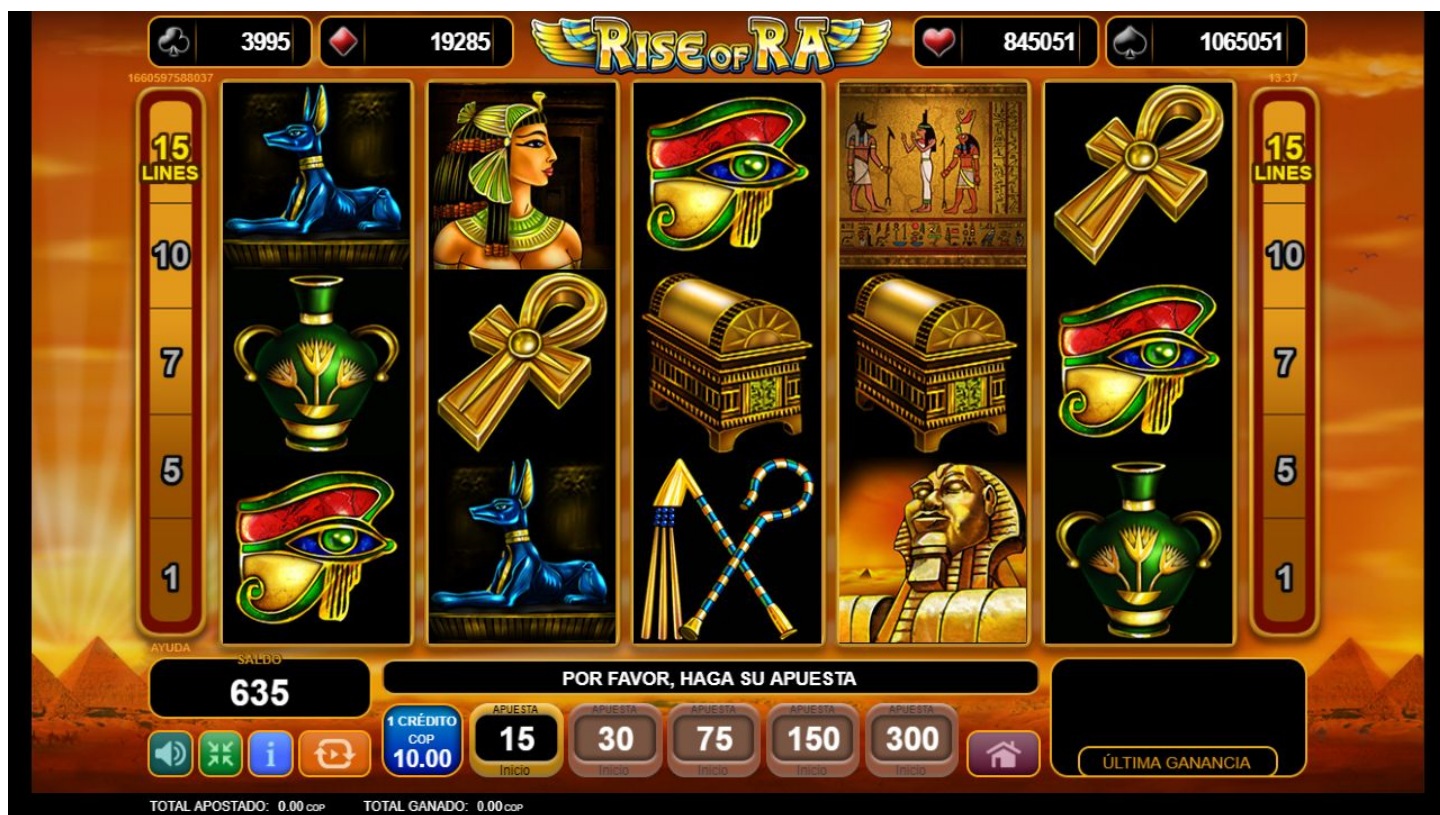 3995
19285
RISE OF RA
845051
1065051
1660597588037
13:37
15
LINES
10
7
5
1
15
LINES
10
7
5
1
AYUDA
SALDO
635
POR FAVOR, HAGA SU APUESTA
1 CRÉDITO
COP
10.00
APUESTA
15
Inicio
APUESTA
30
Inicio
APUESTA
75
Inicio
APUESTA
150
Inicio
APUESTA
300
Inicio
i
ÚLTIMA GANANCIA
TOTAL APOSTADO: 0.00 COP
TOTAL GANADO: 0.00 COP